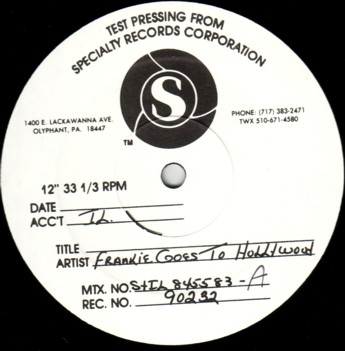 TEST PRESSING FROM
SPECIALTY RECORDS CORPORATION
S
TM
1400 E. LACKAWANNA AVE.
OLYPHANT, PA. 18447
PHONE: (717) 383-2471
TWX 510-671-4580
12" 33 1/3 RPM
DATE
ACC'T IL.
TITLE
ARTIST FRANKIE GOES TO HOLLYWOOD
MTX. NO. StIL 845583-A
REC. NO. 90232